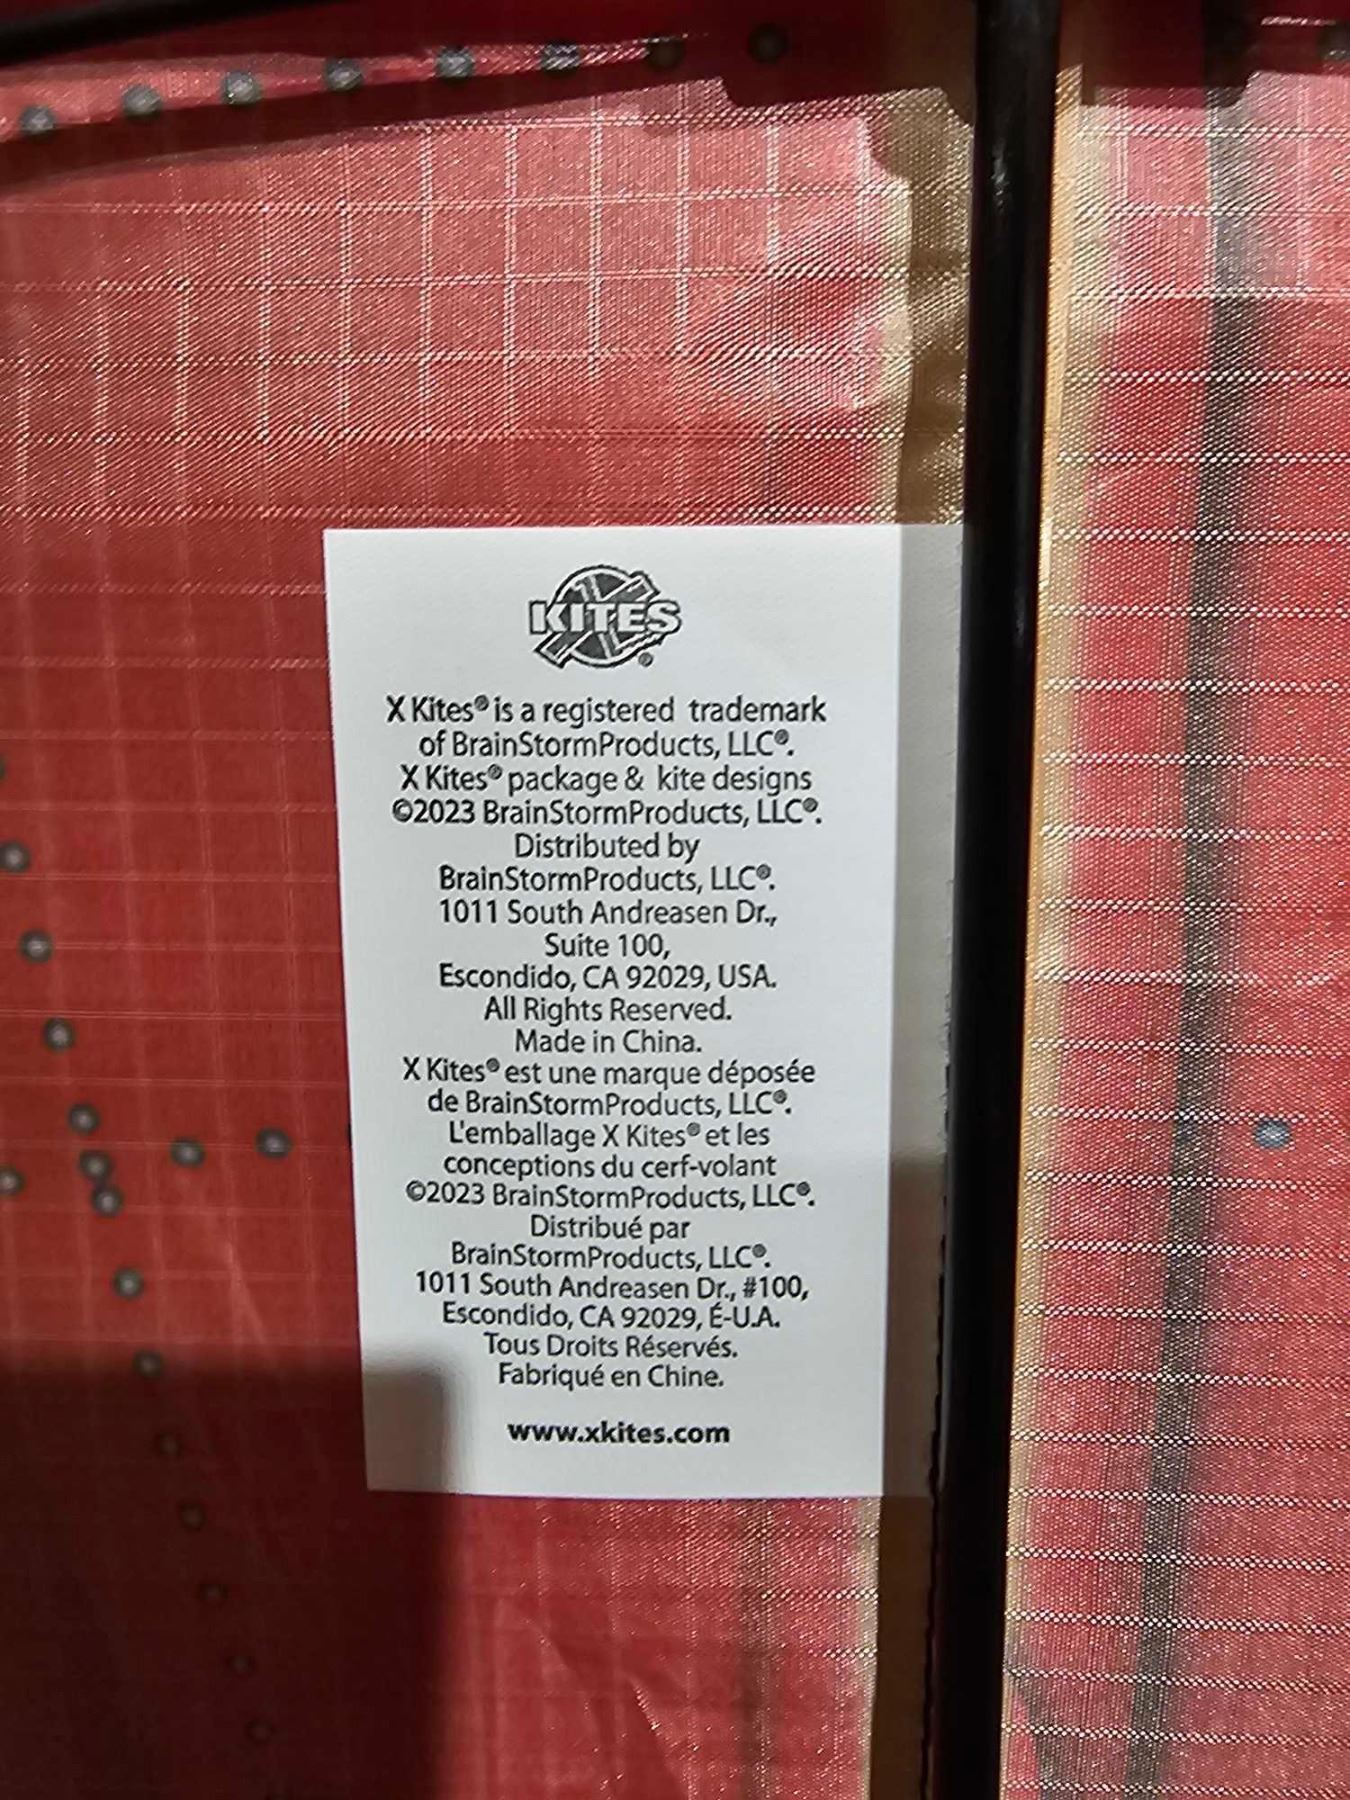 KITES®
X Kites® is a registered trademark
of BrainStormProducts, LLC®.
X Kites® package & kite designs
©2023 BrainStormProducts, LLC®.
Distributed by
BrainStormProducts, LLC®.
1011 South Andreasen Dr.,
Suite 100,
Escondido, CA 92029, USA.
All Rights Reserved.
Made in China.
X Kites® est une marque déposée
de BrainStormProducts, LLC®.
L'emballage X Kites® et les
conceptions du cerf-volant
©2023 BrainStormProducts, LLC®.
Distribué par
BrainStormProducts, LLC®.
1011 South Andreasen Dr., #100,
Escondido, CA 92029, É-U.A.
Tous Droits Réservés.
Fabriqué en Chine.
www.xkites.com